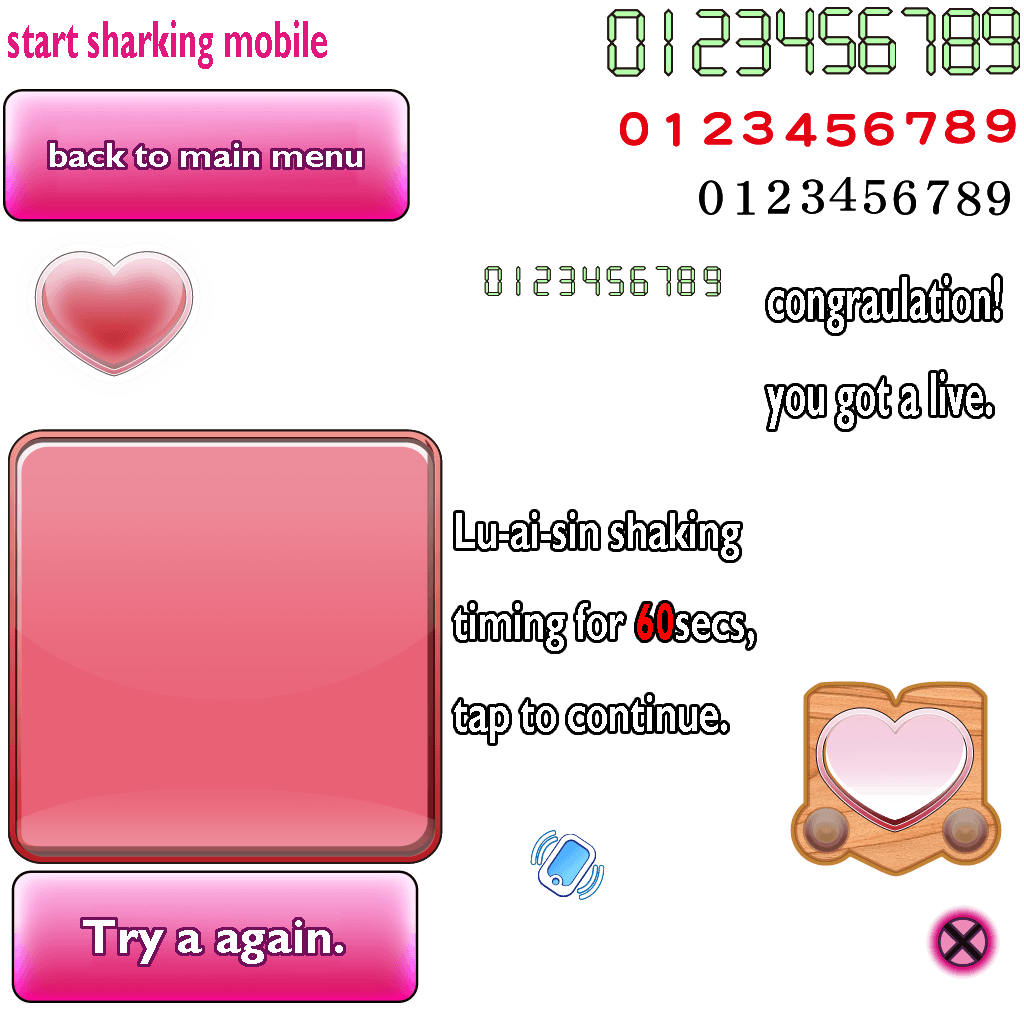 start sharking mobile
0123456789
back to main menu
0123456789
0123456789
0123456789
congraulation!
you got a live.
Lu-ai-sin shaking
timing for 60secs,
tap to continue.
Try a again.